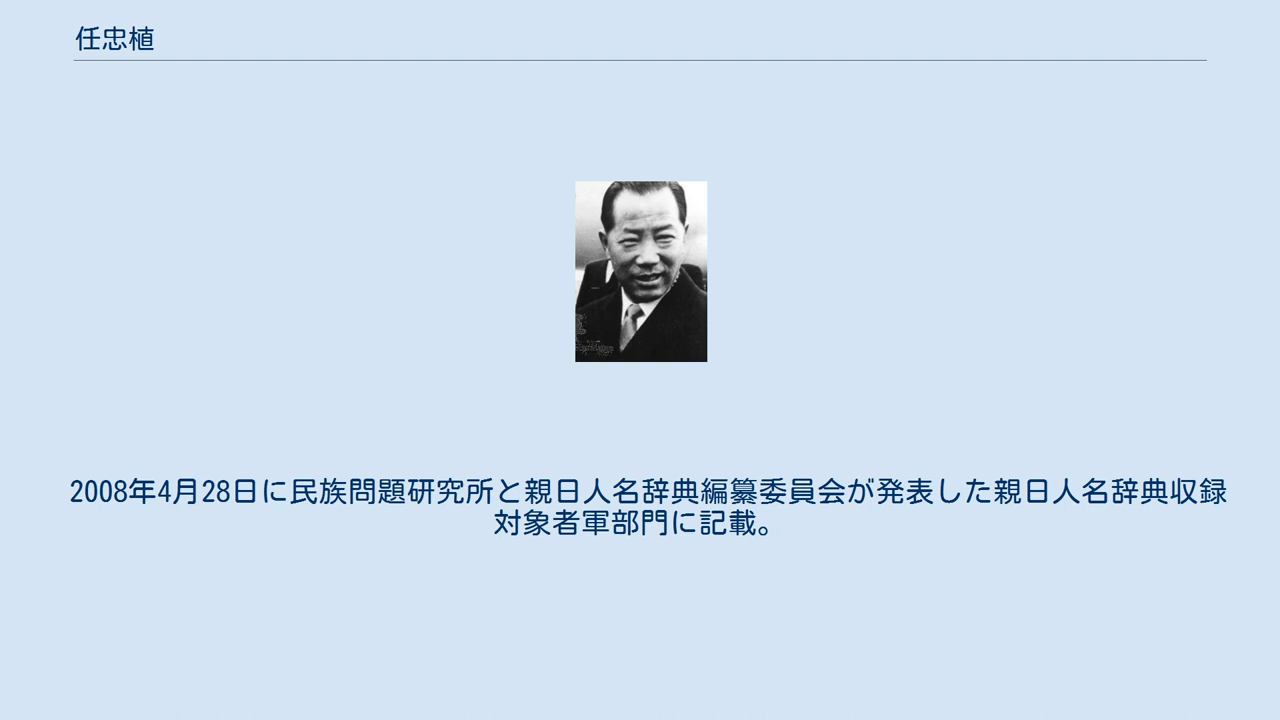 任忠植
2008年4月28日に民族問題研究所と親日人名辞典編纂委員会が発表した親日人名辞典収録
対象者軍部門に記載。